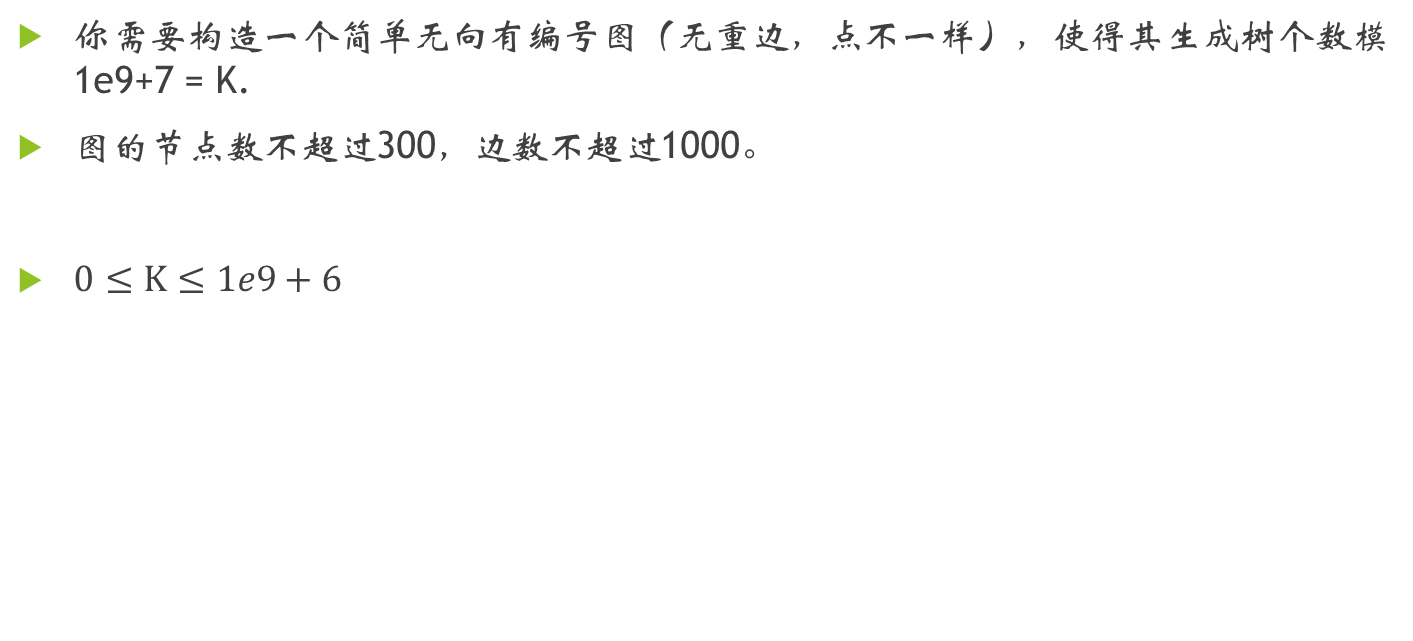 你需要构造一个简单无向有编号图（无重边，点不一样），使得其生成树个数模
1e9+7 = K.
图的节点数不超过300，边数不超过1000。
0 ≤ K ≤ 1e9 + 6